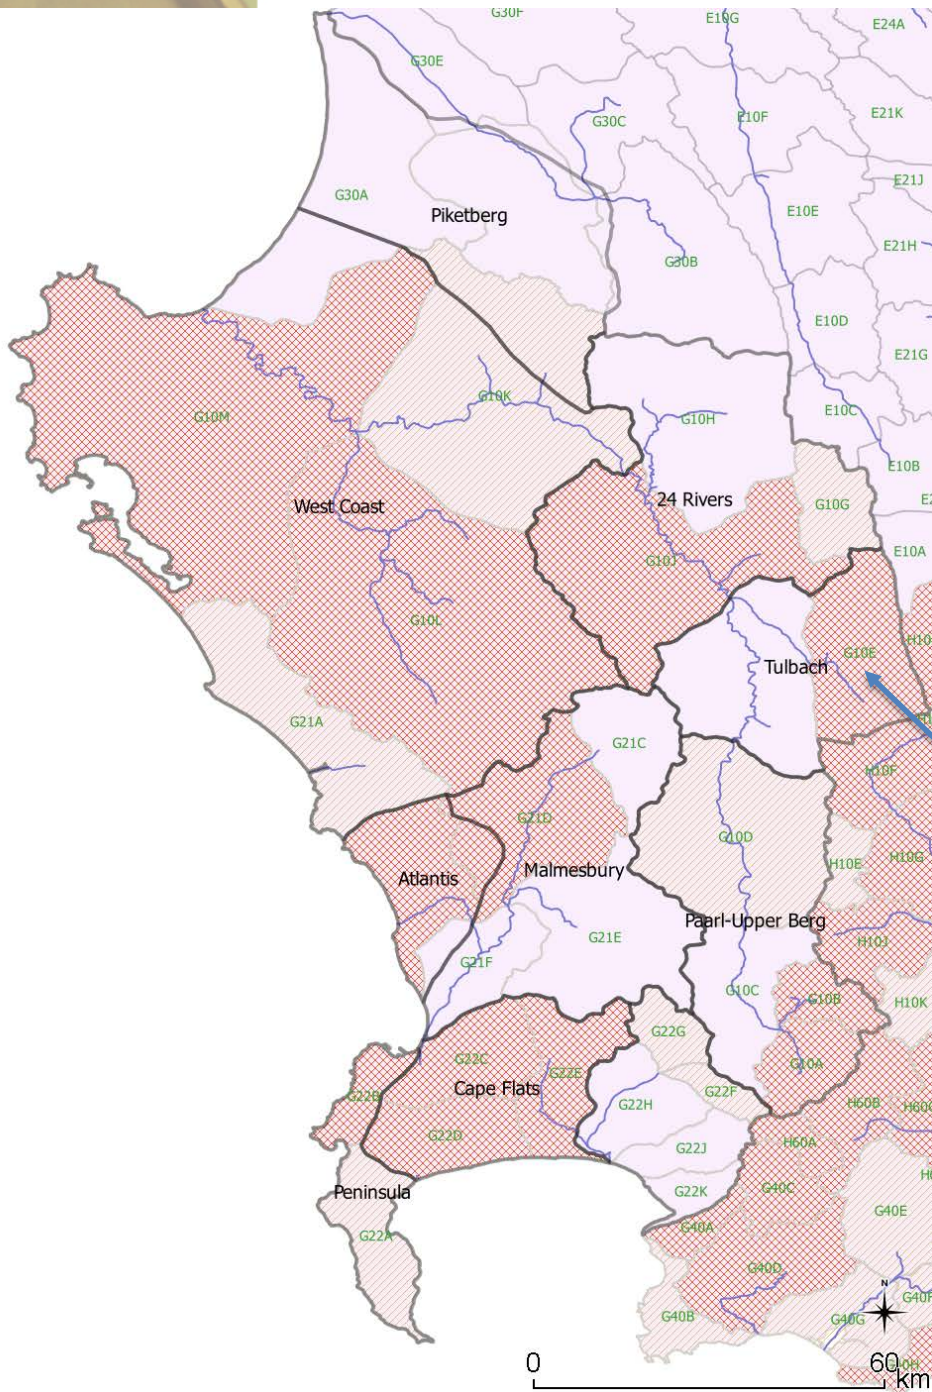 G30F
E10G
E24A
G30E
G30C
E10F
E21K
E21J
G30A
Piketberg
E10E
E21H
G30B
E10D
E21G
G10K
E10C
G10M
G10H
E10B
West Coast
24 Rivers
G10G
E10A
G10J
G10L
G10E
Tulbach
G21A
G21C
H10F
G21D
G10D
H10E
H10G
Malmesbury
Atlantis
Paarl-Upper Berg
G21E
H10J
G21F
G10C
G10B
H10K
G22G
G22C
G10A
G22E
Cape Flats
G22F
G22B
G22H
H60B
G22D
H60A
G22J
G40C
Peninsula
G22K
G40E
G40A
G22A
G40D
N
G40B
G40G
0
60
km